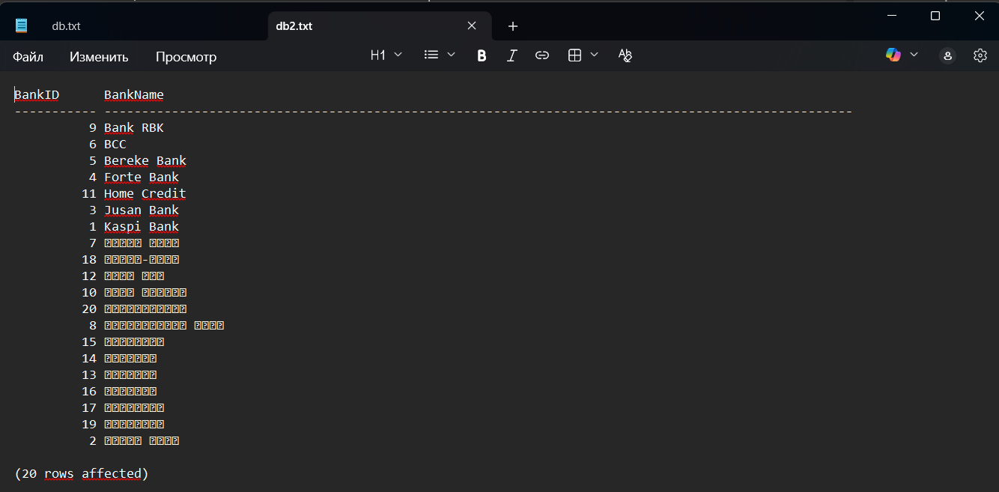 db.txt
db2.txt
Файл Изменить Просмотр H1 B I
BankID BankName
----------- ----------------------------------------------------------------------------------------------------
9 Bank RBK
6 BCC
5 Bereke Bank
4 Forte Bank
11 Home Credit
3 Jusan Bank
1 Kaspi Bank
7 ⍰⍰⍰⍰⍰ ⍰⍰⍰⍰
18 ⍰⍰⍰⍰⍰-⍰⍰⍰⍰
12 ⍰⍰⍰⍰ ⍰⍰⍰
10 ⍰⍰⍰⍰ ⍰⍰⍰⍰⍰⍰
20 ⍰⍰⍰⍰⍰⍰⍰⍰⍰⍰⍰
8 ⍰⍰⍰⍰⍰⍰⍰⍰⍰⍰⍰ ⍰⍰⍰⍰
15 ⍰⍰⍰⍰⍰⍰⍰⍰
14 ⍰⍰⍰⍰⍰⍰⍰
13 ⍰⍰⍰⍰⍰⍰⍰
16 ⍰⍰⍰⍰⍰⍰⍰
17 ⍰⍰⍰⍰⍰⍰⍰⍰
19 ⍰⍰⍰⍰⍰⍰⍰⍰
2 ⍰⍰⍰⍰⍰ ⍰⍰⍰⍰
(20 rows affected)